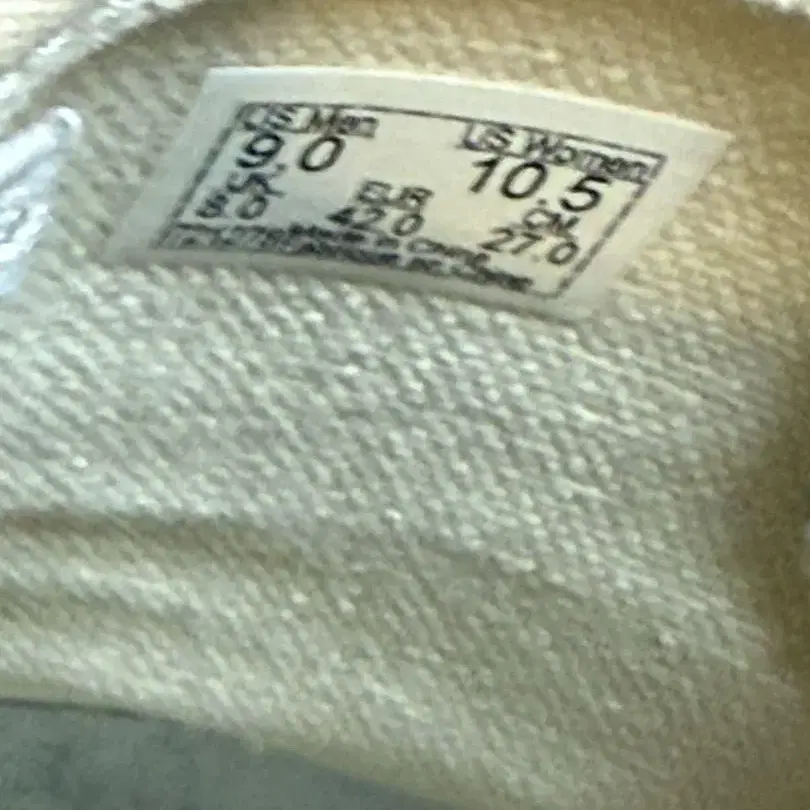 US Men US Women
9.0 10.5
UK EUR CM
8.0 42.0 27.0
Made in China